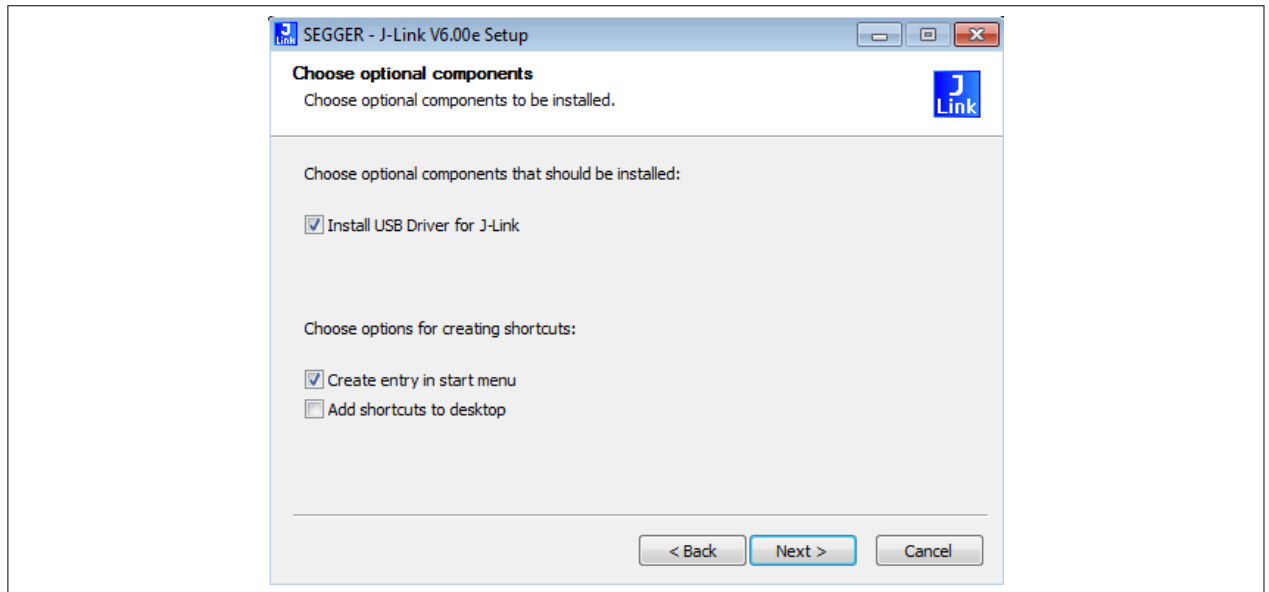 J
Link
SEGGER - J-Link V6.00e Setup
Choose optional components
Choose optional components to be installed.
J
Link
Choose optional components that should be installed:
Install USB Driver for J-Link
Choose options for creating shortcuts:
Create entry in start menu
Add shortcuts to desktop
< Back
Next >
Cancel